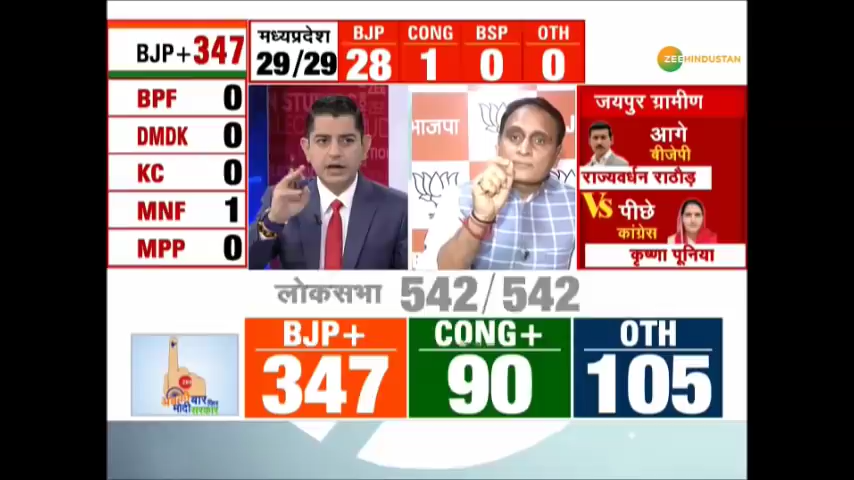 BJP+ 347
मध्यप्रदेश
29/29
BJP CONG BSP OTH
28 1 0 0
ZEE HINDUSTAN
BPF 0
DMDK 0
KC 0
MNF 1
MPP 0
भाजपा
जयपुर ग्रामीण
आगे
बीजेपी
राज्यवर्धन राठौड़
Vs पीछे
कांग्रेस
कृष्णा पूनिया
लोकसभा 542/542
BJP+ CONG+ OTH
347 90 105
बार
मोदी सरकार